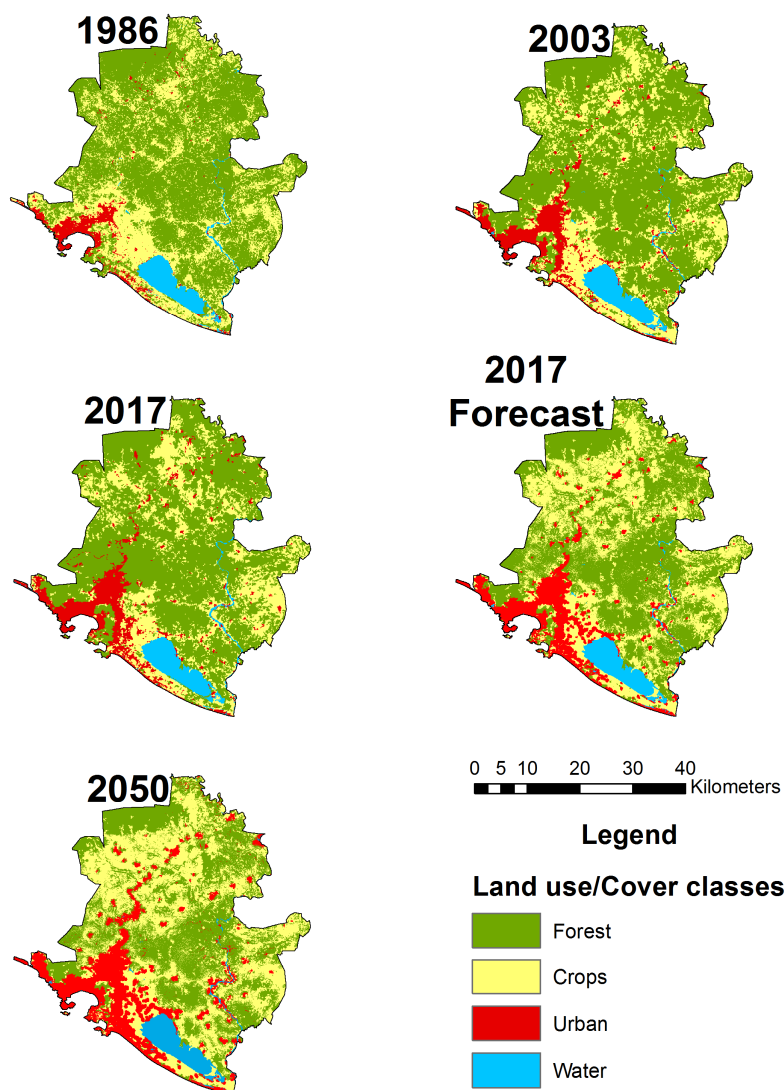 1986
2003
2017
2017
Forecast
2050
0 5 10 20 30 40
Kilometers
Legend
Land use/Cover classes
Forest
Crops
Urban
Water